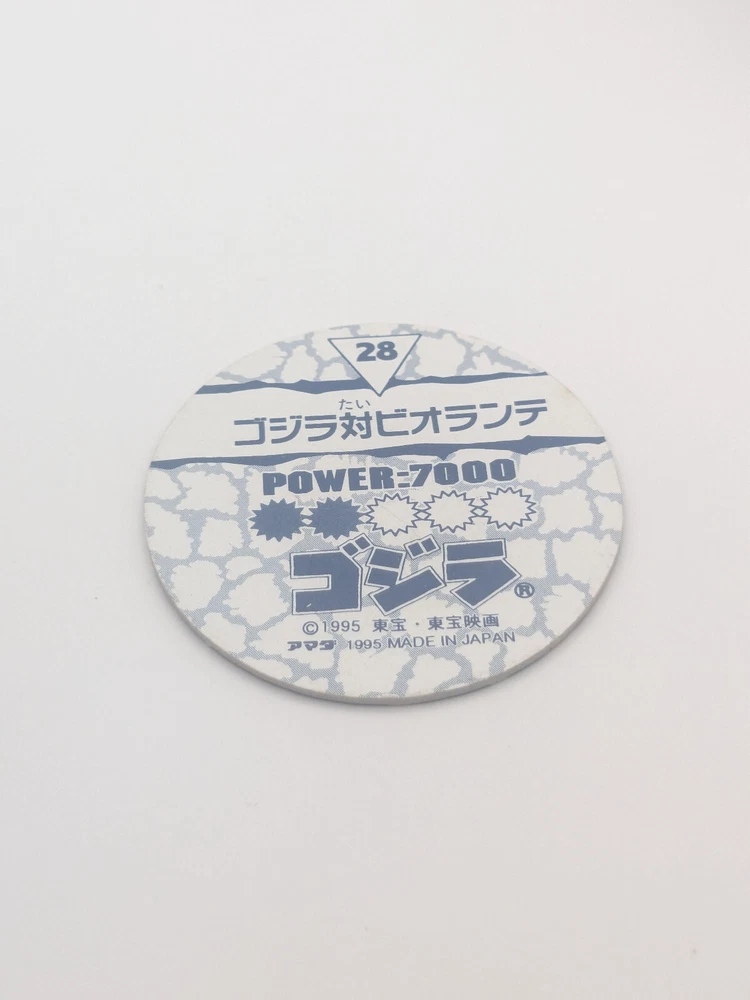 28
たい
ゴジラ対ビオランテ
POWER:7000
ゴジラ®
©1995 東宝・東宝映画
アマダ 1995 MADE IN JAPAN